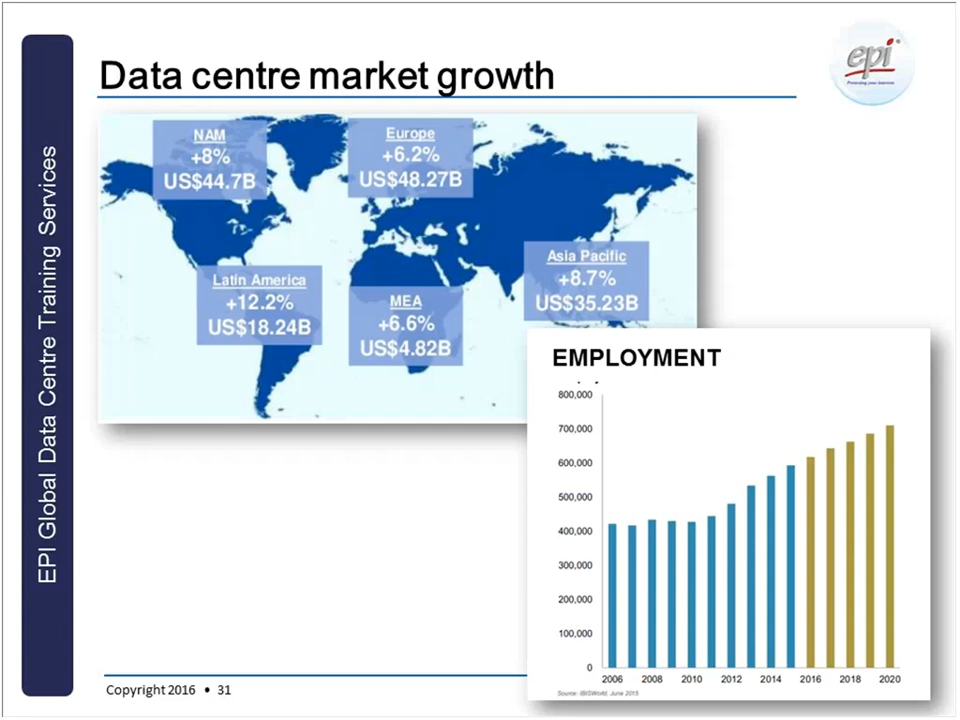 Data centre market growth
epi
Protecting your interests
EPI Global Data Centre Training Services
NAM
+8%
US$44.7B
Europe
+6.2%
US$48.27B
Asia Pacific
+8.7%
US$35.23B
Latin America
+12.2%
US$18.24B
MEA
+6.6%
US$4.82B
EMPLOYMENT
800,000
700,000
600,000
500,000
400,000
300,000
200,000
100,000
0
2006 2008 2010 2012 2014 2016 2018 2020
Source: IBISWorld, June 2015
Copyright 2016 • 31